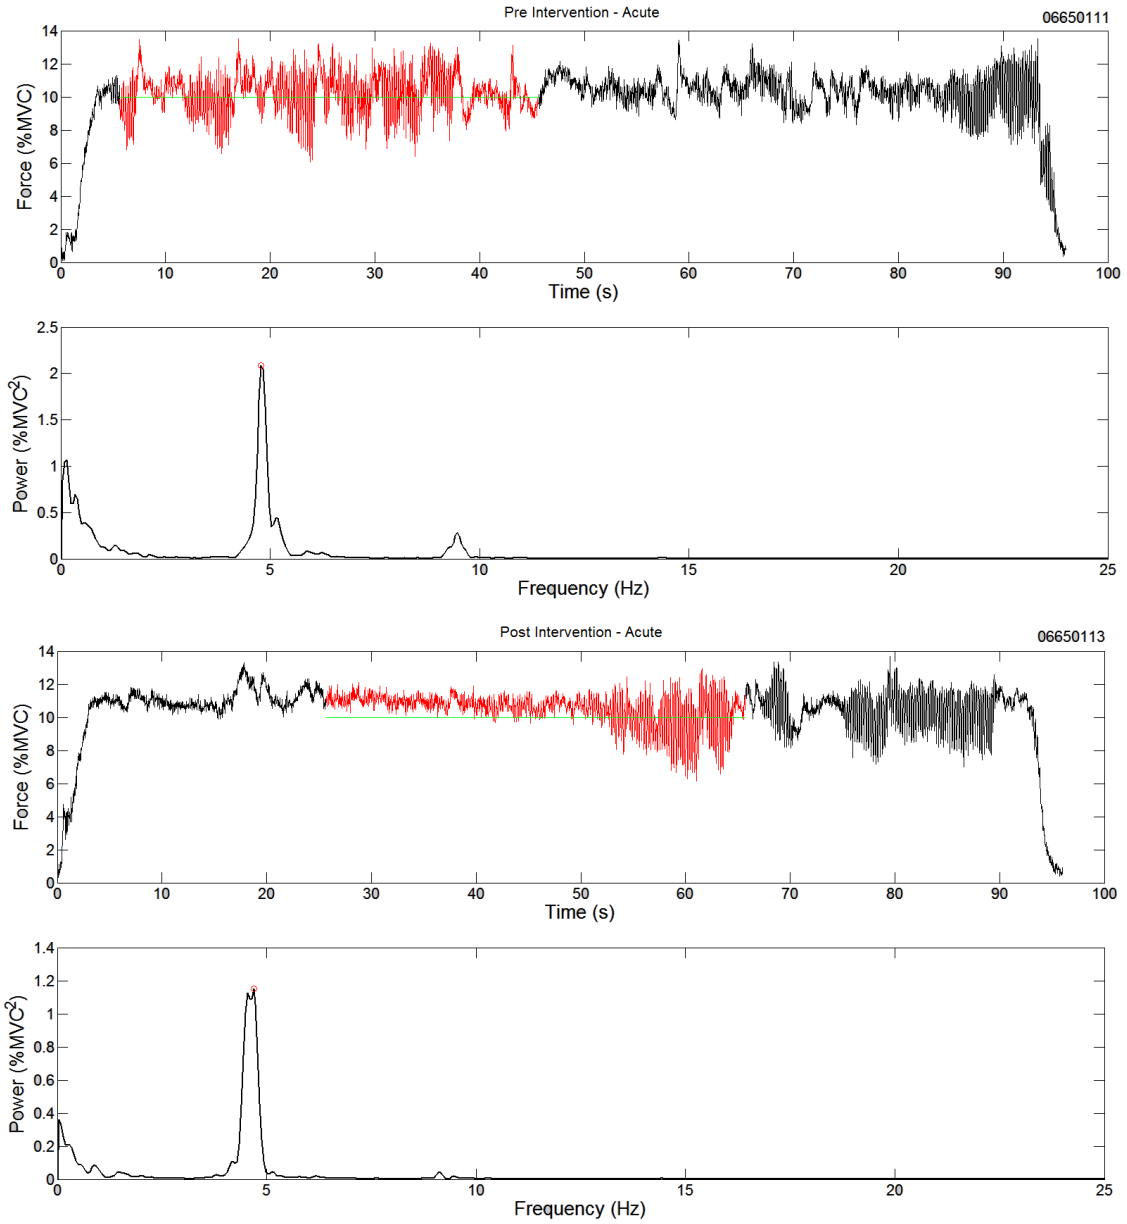 Pre Intervention - Acute
06650111
14
12
10
8
6
4
2
0
Force (%MVC)
0 10 20 30 40 50 60 70 80 90 100
Time (s)
2.5
2
1.5
1
0.5
0
Power (%MVC²)
0 5 10 15 20 25
Frequency (Hz)
Post Intervention - Acute
06650113
14
12
10
8
6
4
2
0
Force (%MVC)
0 10 20 30 40 50 60 70 80 90 100
Time (s)
1.4
1.2
1
0.8
0.6
0.4
0.2
0
Power (%MVC²)
0 5 10 15 20 25
Frequency (Hz)